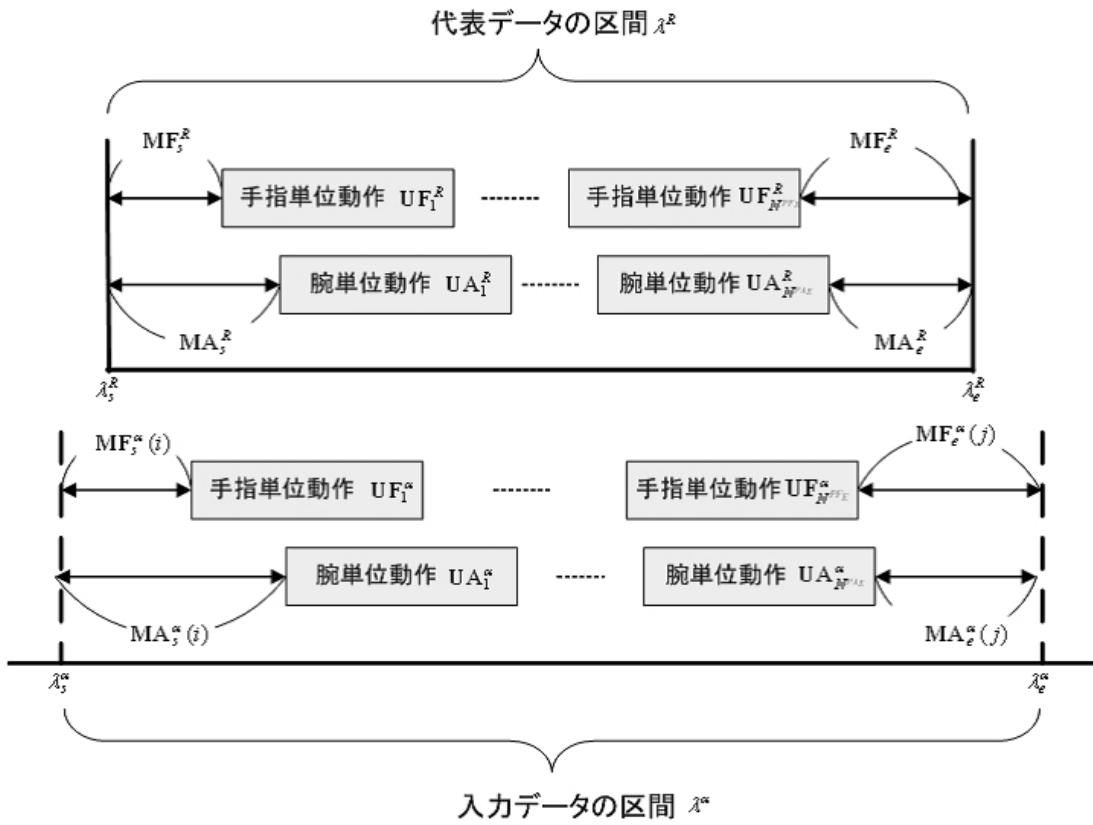 代表データの区間 λ^R
MF_s^R MF_e^R
手指単位動作 UF_1^R ------- 手指単位動作 UF_{N^{PF_E}}^R
腕単位動作 UA_1^R ------- 腕単位動作 UA_{N^{PA_E}}^R
MA_s^R MA_e^R
λ_s^R λ_e^R
MF_s^α(i) MF_e^α(j)
手指単位動作 UF_1^α ------- 手指単位動作 UF_{N^{PF_E}}^α
腕単位動作 UA_1^α ------- 腕単位動作 UA_{N^{PA_E}}^α
MA_s^α(i) MA_e^α(j)
λ_s^α λ_e^α
入力データの区間 λ^α